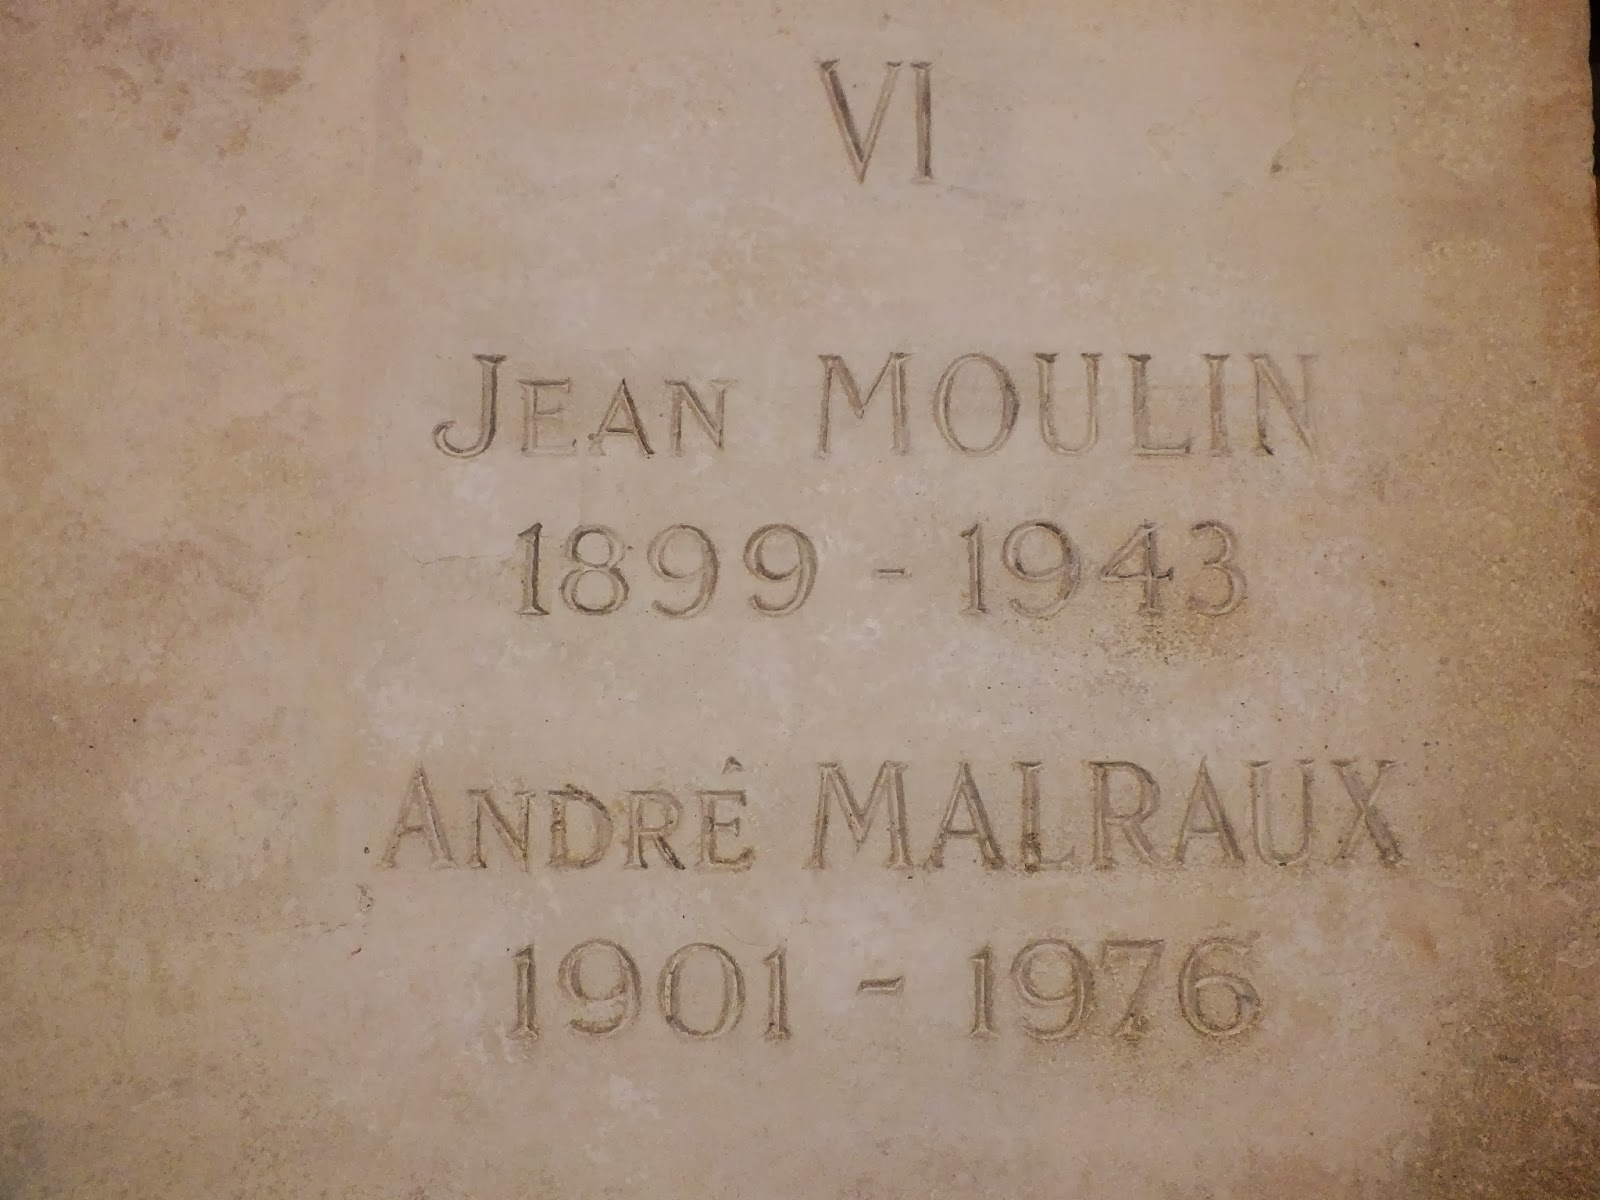 VI
JEAN MOULIN
1899 - 1943
ANDRÉ MALRAUX
1901 - 1976